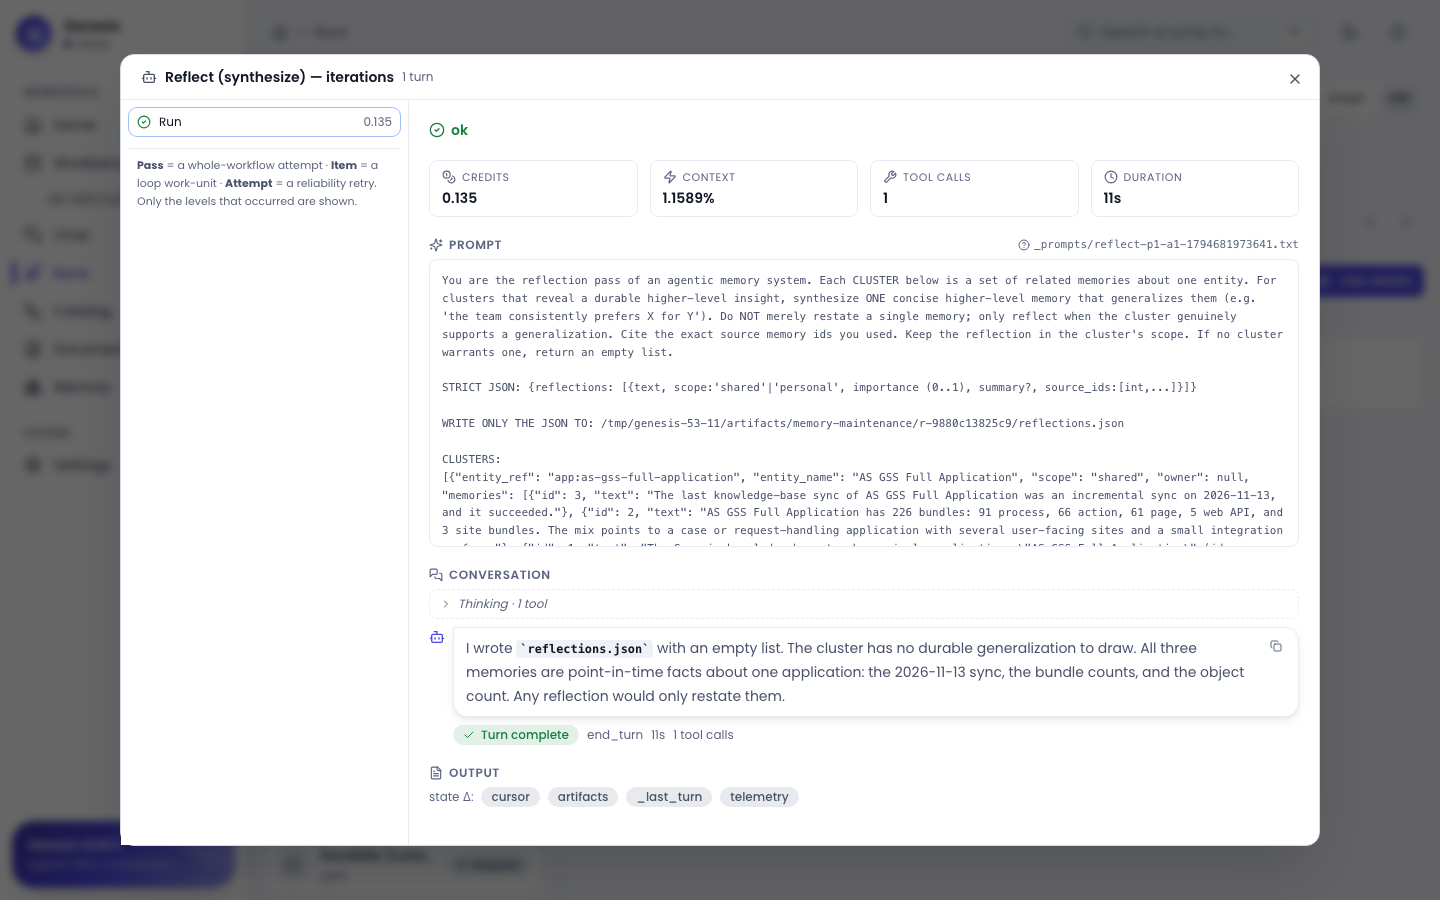 Reflect (synthesize) — iterations 1 turn
Run 0.135
Pass = a whole-workflow attempt · Item = a
loop work-unit · Attempt = a reliability retry.
Only the levels that occurred are shown.
ok
CREDITS
0.135
CONTEXT
1.1589%
TOOL CALLS
1
DURATION
11s
PROMPT
_prompts/reflect-p1-a1-1794681973641.txt
You are the reflection pass of an agentic memory system. Each CLUSTER below is a set of related memories about one entity. For
clusters that reveal a durable higher-level insight, synthesize ONE concise higher-level memory that generalizes them (e.g.
'the team consistently prefers X for Y'). Do NOT merely restate a single memory; only reflect when the cluster genuinely
supports a generalization. Cite the exact source memory ids you used. Keep the reflection in the cluster's scope. If no cluster
warrants one, return an empty list.
STRICT JSON: {reflections: [{text, scope:'shared'|'personal', importance (0..1), summary?, source_ids:[int,...]}]}
WRITE ONLY THE JSON TO: /tmp/genesis-53-11/artifacts/memory-maintenance/r-9880c13825c9/reflections.json
CLUSTERS:
[{"entity_ref": "app:as-gss-full-application", "entity_name": "AS GSS Full Application", "scope": "shared", "owner": null,
"memories": [{"id": 3, "text": "The last knowledge-base sync of AS GSS Full Application was an incremental sync on 2026-11-13,
and it succeeded."}, {"id": 2, "text": "AS GSS Full Application has 226 bundles: 91 process, 66 action, 61 page, 5 web API, and
3 site bundles. The mix points to a case or request-handling application with several user-facing sites and a small integration
CONVERSATION
Thinking · 1 tool
I wrote `reflections.json` with an empty list. The cluster has no durable generalization to draw. All three
memories are point-in-time facts about one application: the 2026-11-13 sync, the bundle counts, and the object
count. Any reflection would only restate them.
Turn complete end_turn 11s 1 tool calls
OUTPUT
state Δ: cursor artifacts _last_turn telemetry